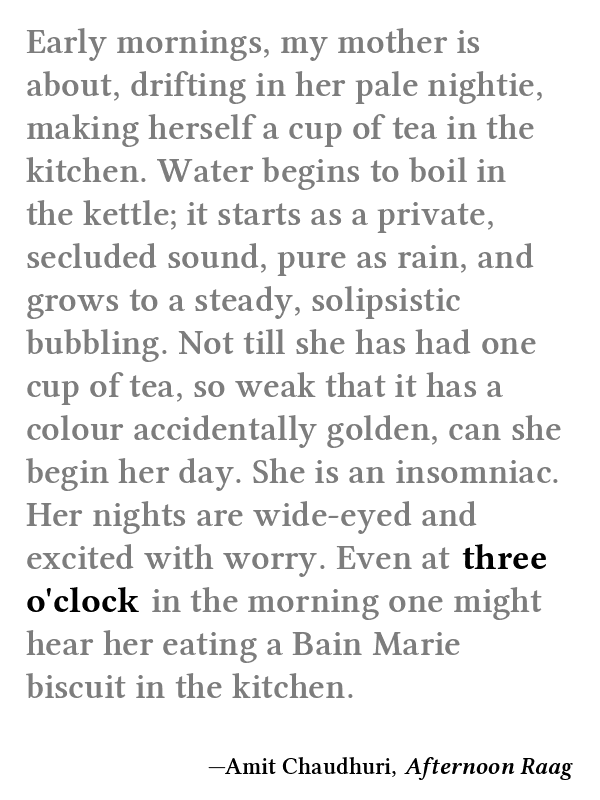 Early mornings, my mother is
about, drifting in her pale nightie,
making herself a cup of tea in the
kitchen. Water begins to boil in
the kettle; it starts as a private,
secluded sound, pure as rain, and
grows to a steady, solipsistic
bubbling. Not till she has had one
cup of tea, so weak that it has a
colour accidentally golden, can she
begin her day. She is an insomniac.
Her nights are wide-eyed and
excited with worry. Even at three
o'clock in the morning one might
hear her eating a Bain Marie
biscuit in the kitchen.
—Amit Chaudhuri, Afternoon Raag